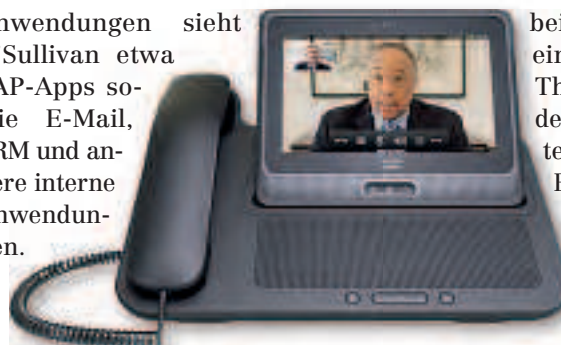 nwendungen sieht
Sullivan etwa
AP-Apps so-
ie E-Mail,
RM und an-
ere interne
nwendun-
en.
bei
ein
Th
de
te